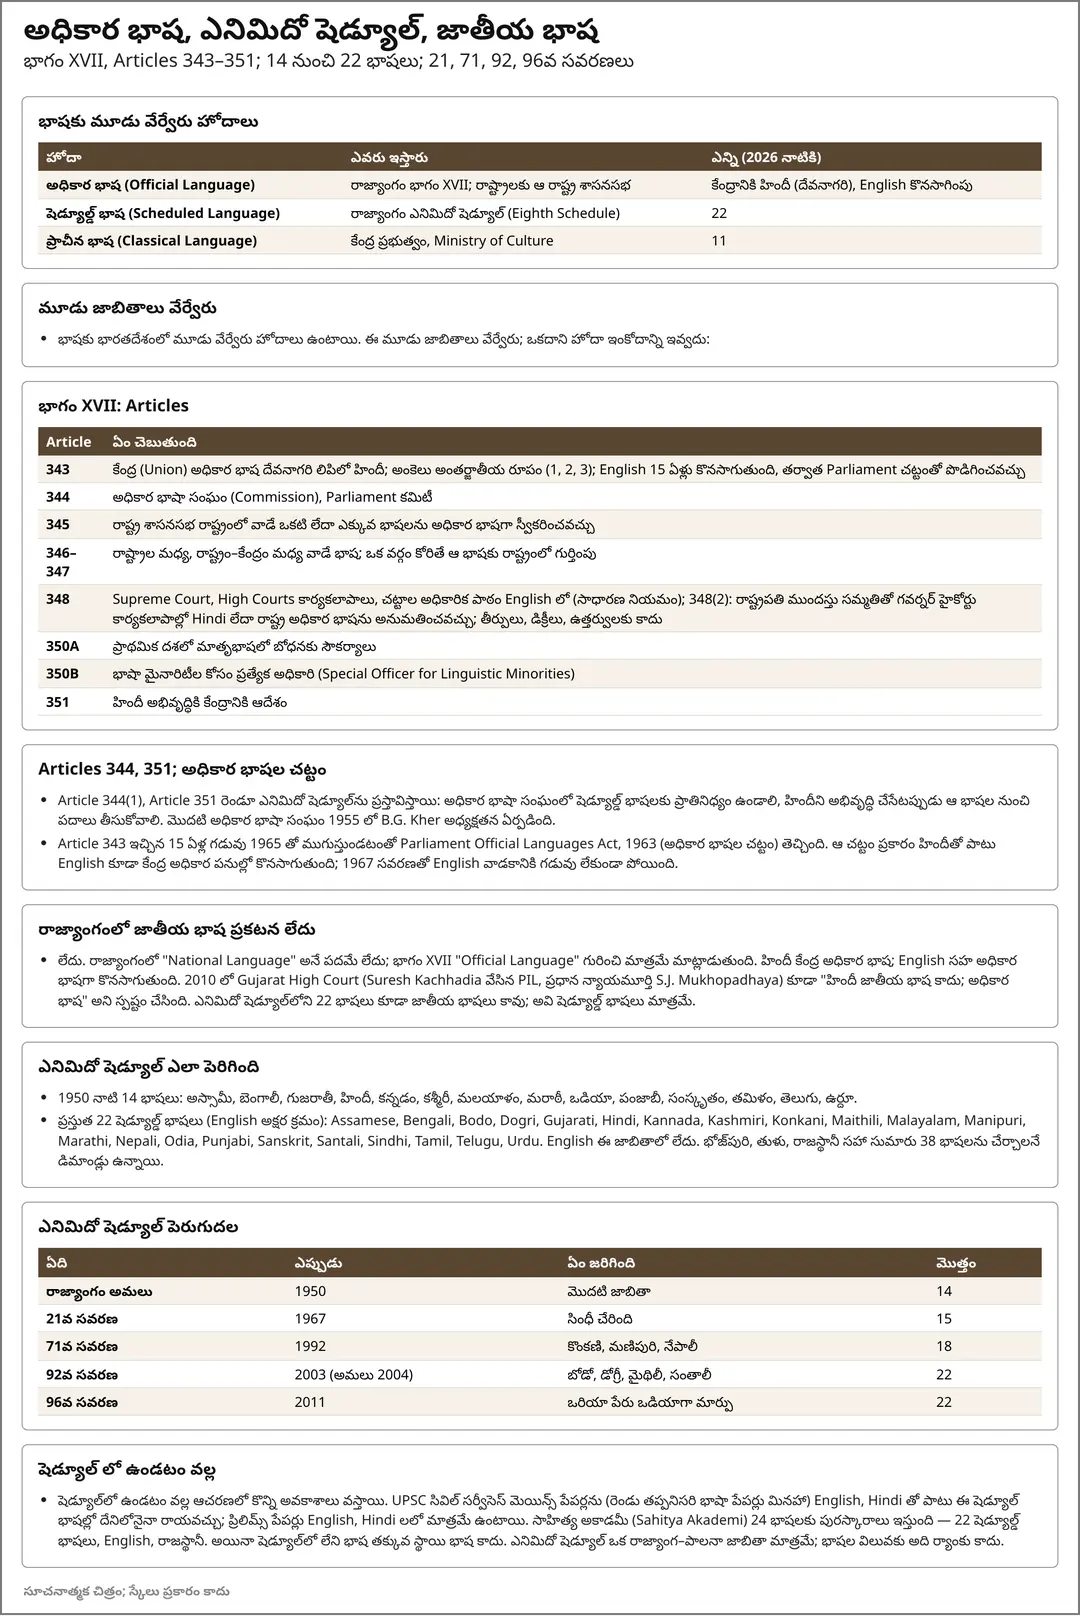 అధికార భాష, ఎనిమిదో షెడ్యూల్, జాతీయ భాష
భాగం XVII, Articles 343–351; 14 నుంచి 22 భాషలు; 21, 71, 92, 96వ సవరణలు
భాషకు మూడు వేర్వేరు హోదాలు
హోదా ఎవరు ఇస్తారు ఎన్ని (2026 నాటికి)
అధికార భాష (Official Language) రాజ్యాంగం భాగం XVII; రాష్ట్రాలకు ఆ రాష్ట్ర శాసనసభ కేంద్రానికి హిందీ (దేవనాగరి), English కొనసాగింపు
షెడ్యూల్డ్ భాష (Scheduled Language) రాజ్యాంగం ఎనిమిదో షెడ్యూల్ (Eighth Schedule) 22
ప్రాచీన భాష (Classical Language) కేంద్ర ప్రభుత్వం, Ministry of Culture 11
మూడు జాబితాలు వేర్వేరు
• భాషకు భారతదేశంలో మూడు వేర్వేరు హోదాలు ఉంటాయి. ఈ మూడు జాబితాలు వేర్వేరు; ఒకదాని హోదా ఇంకోదాన్ని ఇవ్వదు:
భాగం XVII: Articles
Article ఏం చెబుతుంది
343 కేంద్ర (Union) అధికార భాష దేవనాగరి లిపిలో హిందీ; అంకెలు అంతర్జాతీయ రూపం (1, 2, 3); English 15 ఏళ్లు కొనసాగుతుంది, తర్వాత Parliament చట్టంతో పొడిగించవచ్చు
344 అధికార భాషా సంఘం (Commission), Parliament కమిటీ
345 రాష్ట్ర శాసనసభ రాష్ట్రంలో వాడే ఒకటి లేదా ఎక్కువ భాషలను అధికార భాషగా స్వీకరించవచ్చు
346– రాష్ట్రాల మధ్య, రాష్ట్రం–కేంద్రం మధ్య వాడే భాష; ఒక వర్గం కోరితే ఆ భాషకు రాష్ట్రంలో గుర్తింపు
347
348 Supreme Court, High Courts కార్యకలాపాలు, చట్టాల అధికారిక పాఠం English లో (సాధారణ నియమం); 348(2): రాష్ట్రపతి ముందస్తు సమ్మతితో గవర్నర్ హైకోర్టు
కార్యకలాపాల్లో Hindi లేదా రాష్ట్ర అధికార భాషను అనుమతించవచ్చు; తీర్పులు, డిక్రీలు, ఉత్తర్వులకు కాదు
350A ప్రాథమిక దశలో మాతృభాషలో బోధనకు సౌకర్యాలు
350B భాషా మైనారిటీల కోసం ప్రత్యేక అధికారి (Special Officer for Linguistic Minorities)
351 హిందీ అభివృద్ధికి కేంద్రానికి ఆదేశం
Articles 344, 351; అధికార భాషల చట్టం
• Article 344(1), Article 351 రెండూ ఎనిమిదో షెడ్యూల్‌ను ప్రస్తావిస్తాయి: అధికార భాషా సంఘంలో షెడ్యూల్డ్ భాషలకు ప్రాతినిధ్యం ఉండాలి, హిందీని అభివృద్ధి చేసేటప్పుడు ఆ భాషల నుంచి
పదాలు తీసుకోవాలి. మొదటి అధికార భాషా సంఘం 1955 లో B.G. Kher అధ్యక్షతన ఏర్పడింది.
• Article 343 ఇచ్చిన 15 ఏళ్ల గడువు 1965 తో ముగుస్తుండటంతో Parliament Official Languages Act, 1963 (అధికార భాషల చట్టం) తెచ్చింది. ఆ చట్టం ప్రకారం హిందీతో పాటు
English కూడా కేంద్ర అధికార పనుల్లో కొనసాగుతుంది; 1967 సవరణతో English వాడకానికి గడువు లేకుండా పోయింది.
రాజ్యాంగంలో జాతీయ భాష ప్రకటన లేదు
• లేదు. రాజ్యాంగంలో "National Language" అనే పదమే లేదు; భాగం XVII "Official Language" గురించి మాత్రమే మాట్లాడుతుంది. హిందీ కేంద్ర అధికార భాష; English సహ అధికార
భాషగా కొనసాగుతుంది. 2010 లో Gujarat High Court (Suresh Kachhadia వేసిన PIL, ప్రధాన న్యాయమూర్తి S.J. Mukhopadhaya) కూడా "హిందీ జాతీయ భాష కాదు; అధికార
భాష" అని స్పష్టం చేసింది. ఎనిమిదో షెడ్యూల్‌లోని 22 భాషలు కూడా జాతీయ భాషలు కావు; అవి షెడ్యూల్డ్ భాషలు మాత్రమే.
ఎనిమిదో షెడ్యూల్ ఎలా పెరిగింది
• 1950 నాటి 14 భాషలు: అస్సామీ, బెంగాలీ, గుజరాతీ, హిందీ, కన్నడం, కశ్మీరీ, మలయాళం, మరాఠీ, ఒడియా, పంజాబీ, సంస్కృతం, తమిళం, తెలుగు, ఉర్దూ.
• ప్రస్తుత 22 షెడ్యూల్డ్ భాషలు (English అక్షర క్రమం): Assamese, Bengali, Bodo, Dogri, Gujarati, Hindi, Kannada, Kashmiri, Konkani, Maithili, Malayalam, Manipuri,
Marathi, Nepali, Odia, Punjabi, Sanskrit, Santali, Sindhi, Tamil, Telugu, Urdu. English ఈ జాబితాలో లేదు. భోజ్‌పురి, తుళు, రాజస్థానీ సహా సుమారు 38 భాషలను చేర్చాలనే
డిమాండ్లు ఉన్నాయి.
ఎనిమిదో షెడ్యూల్ పెరుగుదల
ఏది ఎప్పుడు ఏం జరిగింది మొత్తం
రాజ్యాంగం అమలు 1950 మొదటి జాబితా 14
21వ సవరణ 1967 సింధీ చేరింది 15
71వ సవరణ 1992 కొంకణి, మణిపురి, నేపాలీ 18
92వ సవరణ 2003 (అమలు 2004) బోడో, డోగ్రీ, మైథిలీ, సంతాలీ 22
96వ సవరణ 2011 ఒరియా పేరు ఒడియాగా మార్పు 22
షెడ్యూల్ లో ఉండటం వల్ల
• షెడ్యూల్‌లో ఉండటం వల్ల ఆచరణలో కొన్ని అవకాశాలు వస్తాయి. UPSC సివిల్ సర్వీసెస్ మెయిన్స్ పేపర్లను (రెండు తప్పనిసరి భాషా పేపర్లు మినహా) English, Hindi తో పాటు ఈ షెడ్యూల్
భాషల్లో దేనిలోనైనా రాయవచ్చు; ప్రిలిమ్స్ పేపర్లు English, Hindi లలో మాత్రమే ఉంటాయి. సాహిత్య అకాడమీ (Sahitya Akademi) 24 భాషలకు పురస్కారాలు ఇస్తుంది — 22 షెడ్యూల్డ్
భాషలు, English, రాజస్థానీ. అయినా షెడ్యూల్‌లో లేని భాష తక్కువ స్థాయి భాష కాదు. ఎనిమిదో షెడ్యూల్ ఒక రాజ్యాంగ–పాలనా జాబితా మాత్రమే; భాషల విలువకు అది ర్యాంకు కాదు.
సూచనాత్మక చిత్రం; స్కేలు ప్రకారం కాదు